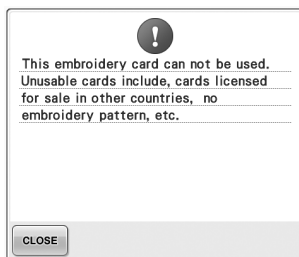 This embroidery card can not be used.
Unusable cards include, cards licensed
for sale in other countries, no
embroidery pattern, etc.
CLOSE